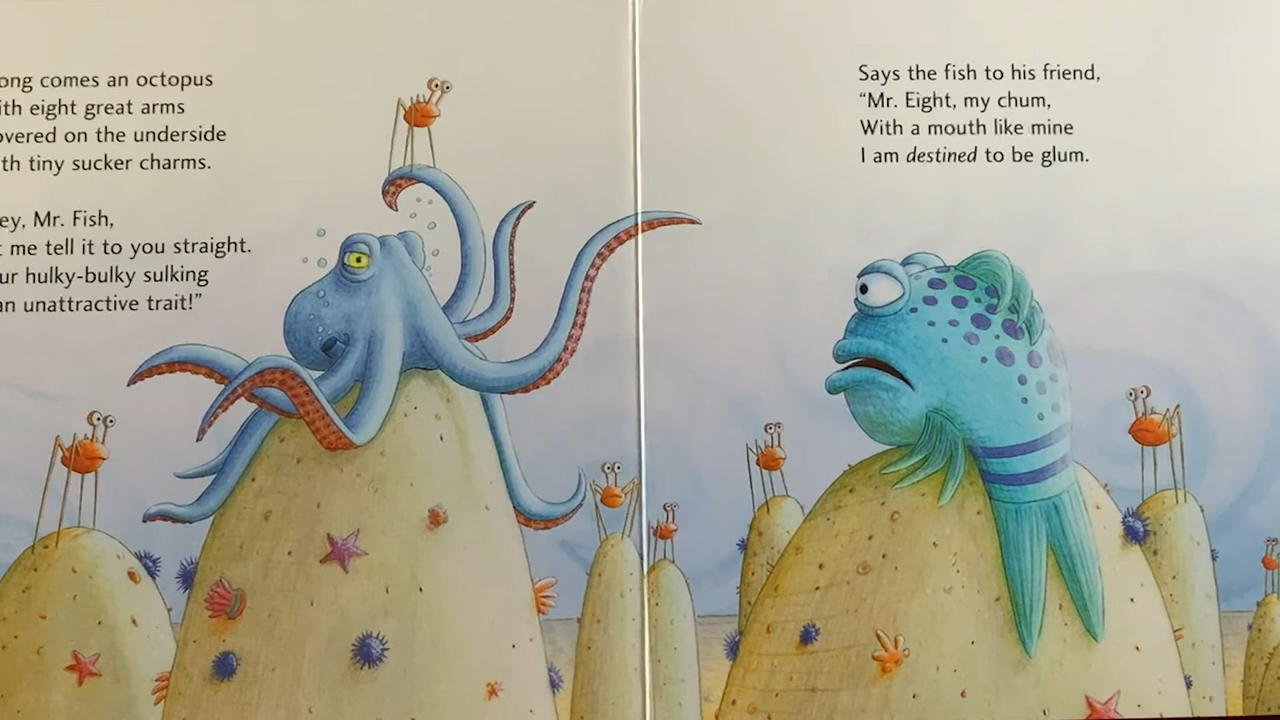 ong comes an octopus
ith eight great arms
overed on the underside
th tiny sucker charms.
ey, Mr. Fish,
t me tell it to you straight.
ur hulky-bulky sulking
an unattractive trait!”
Says the fish to his friend,
“Mr. Eight, my chum,
With a mouth like mine
I am destined to be glum.